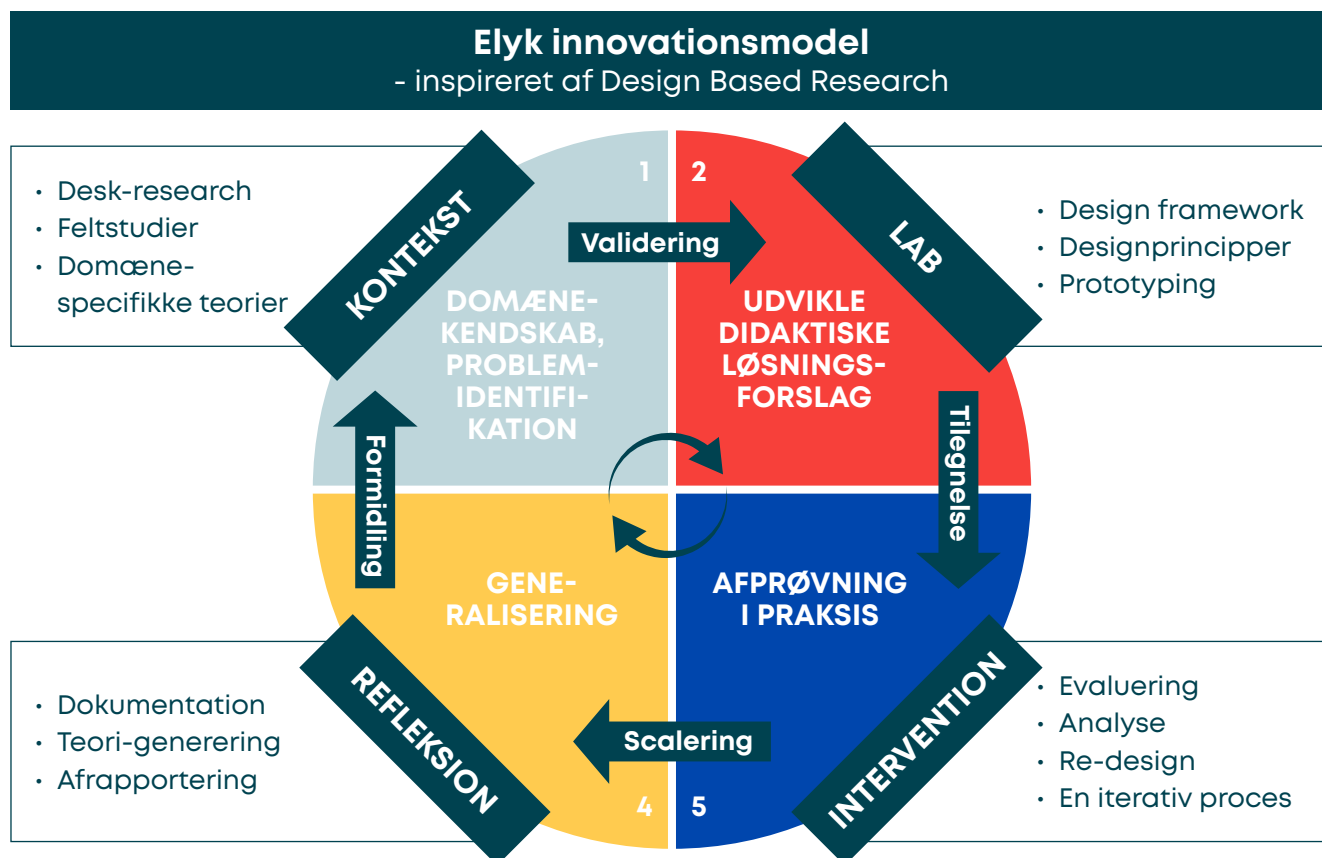 Elyk innovationsmodel
- inspireret af Design Based Research
• Desk-research
• Feltstudier
• Domæne-
specifikke teorier
KONTEKST
1
DOMÆNE-
KENDSKAB,
PROBLEM-
IDENTIFI-
KATION
Validering
2
UDVIKLE
DIDAKTISKE
LØSNINGS-
FORSLAG
LAB
• Design framework
• Designprincipper
• Prototyping
Tilegnelse
AFPRØVNING
I PRAKSIS
5
INTERVENTION
• Evaluering
• Analyse
• Re-design
• En iterativ proces
Scalering
GENE-
RALISERING
4
REFLEKSION
• Dokumentation
• Teori-generering
• Afrapportering
Formidling